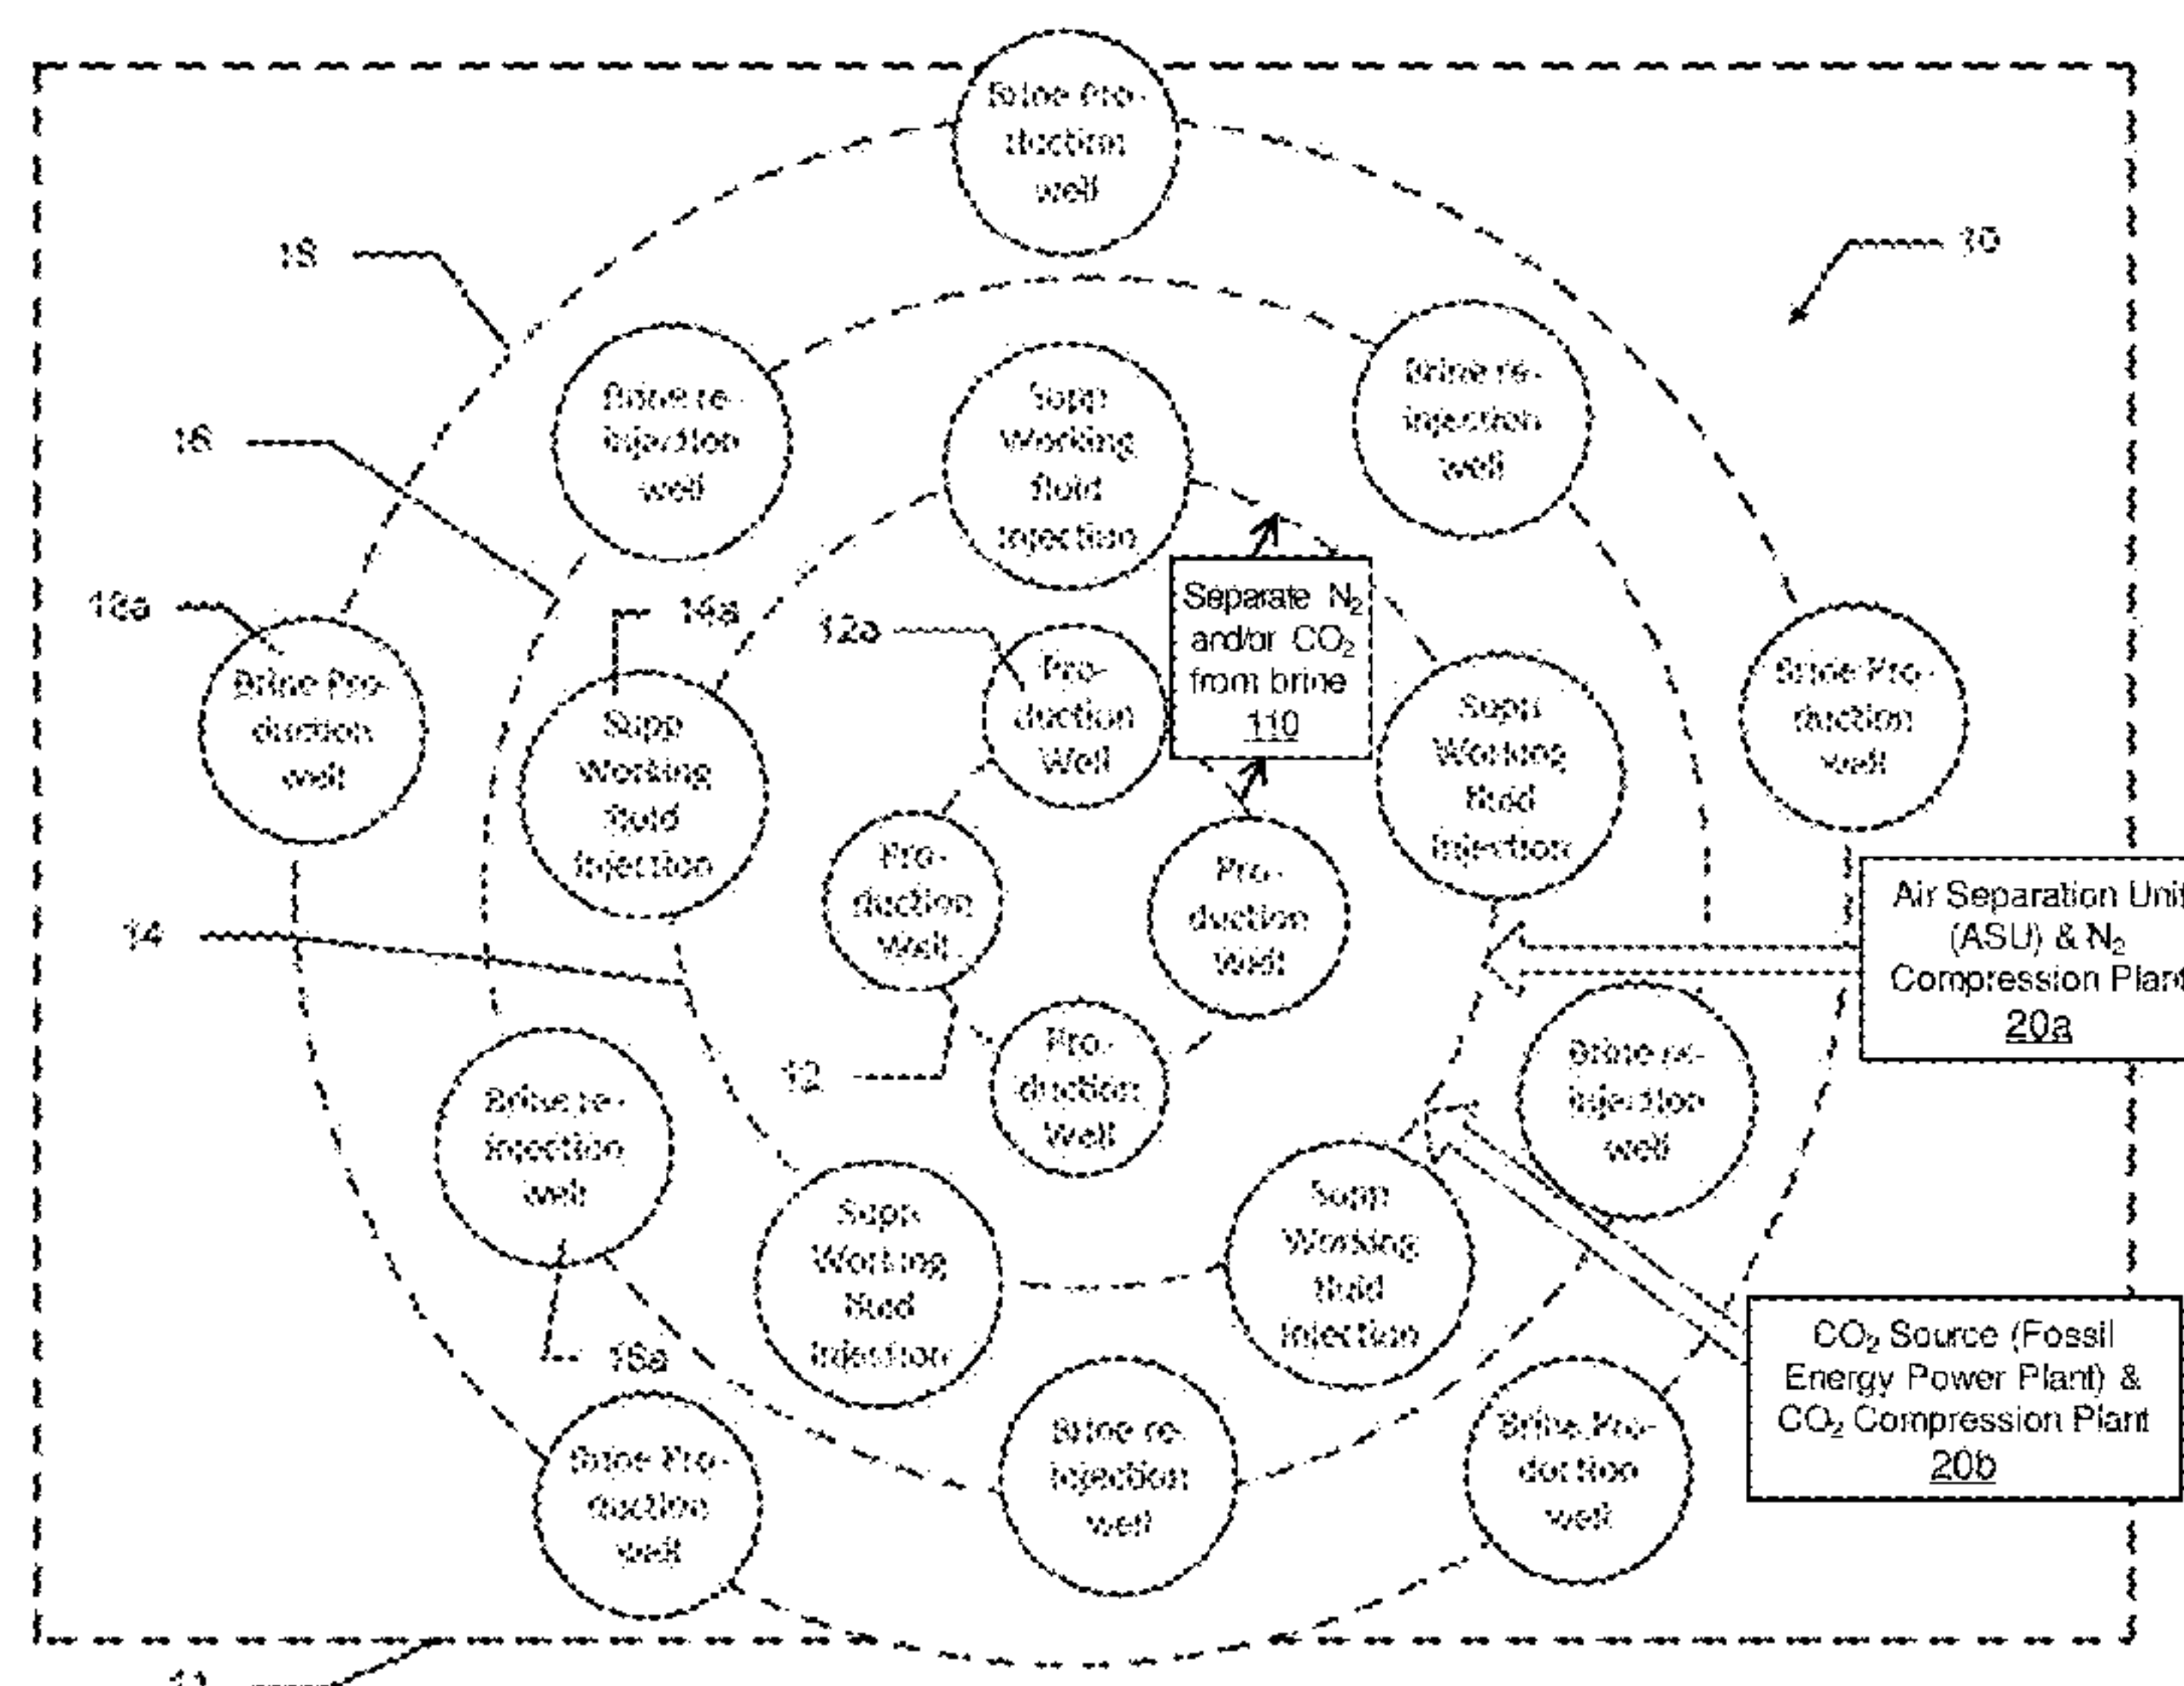 Brine Pro-
duction
well
18
10
Brine re-
injection
well
Supp
Working
fluid
Injection
Brine re-
injection
well
16
18a
14a
12a
Separate N₂
and/or CO₂
from brine
110
Brine Pro-
duction
well
Supp
Working
fluid
Injection
Pro-
duction
Well
Supp
Working
fluid
Injection
Brine Pro-
duction
well
Pro-
duction
Well
Pro-
duction
Well
14
Air Separation Unit
(ASU) & N₂
Compression Plant
20a
12
Pro-
duction
Well
Brine re-
injection
well
Brine re-
injection
well
Supp
Working
fluid
Injection
Supp
Working
fluid
Injection
16a
CO₂ Source (Fossil
Energy Power Plant) &
CO₂ Compression Plant
20b
Brine Pro-
duction
well
Brine re-
injection
well
Brine Pro-
duction
well